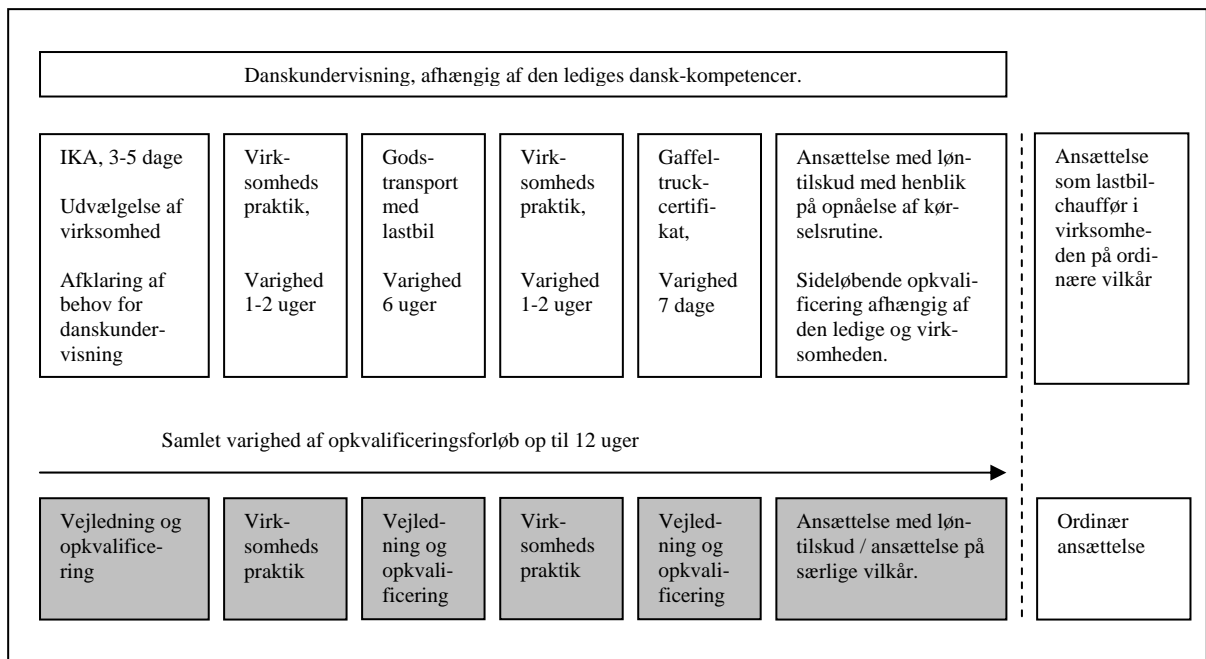 Danskundervisning, afhængig af den lediges dansk-kompetencer.
IKA, 3-5 dage
Udvælgelse af
virksomhed
Afklaring af
behov for
danskunder-
visning
Virk-
somheds
praktik,
Varighed
1-2 uger
Gods-
transport
med
lastbil
Varighed
6 uger
Virk-
somheds
praktik,
Varighed
1-2 uger
Gaffel-
truck-
certifi-
kat,
Varighed
7 dage
Ansættelse med løn-
tilskud med henblik
på opnåelse af kør-
selsrutine.
Sideløbende opkvali-
ficering afhængig af
den ledige og virk-
somheden.
Ansættelse
som lastbil-
chauffør i
virksomhe-
den på ordi-
nære vilkår
Samlet varighed af opkvalificeringsforløb op til 12 uger
Vejledning og
opkvalifice-
ring
Virk-
somheds
praktik
Vejled-
ning og
opkvali-
ficering
Virk-
somheds
praktik
Vejled-
ning og
opkvali-
ficering
Ansættelse med løn-
tilskud / ansættelse på
særlige vilkår.
Ordinær
ansættelse